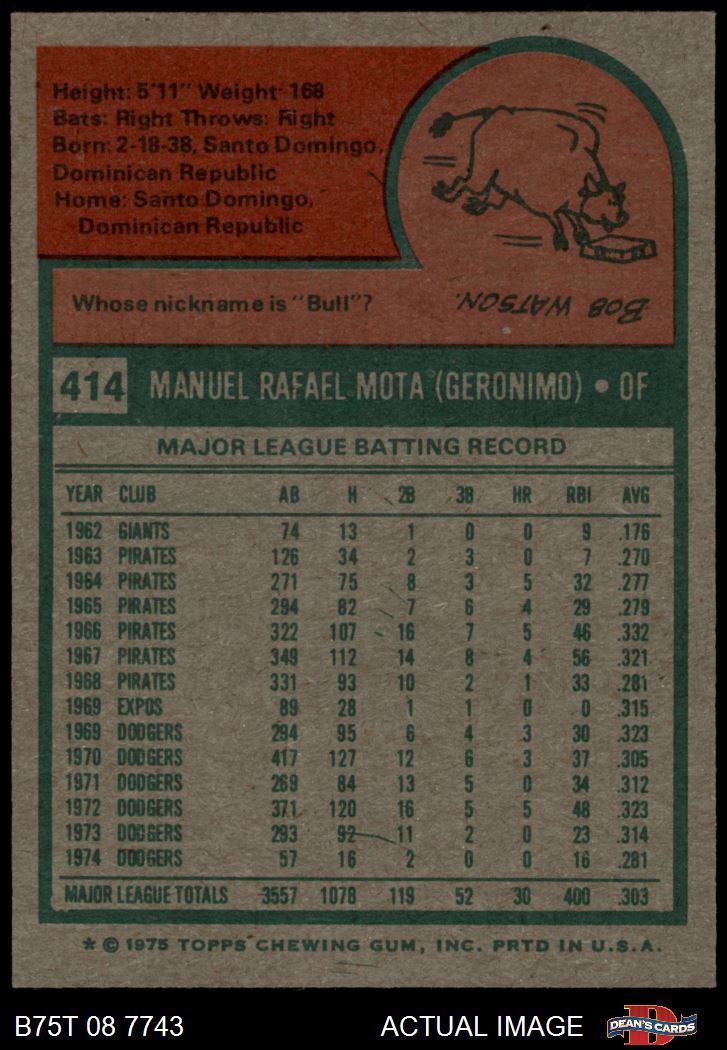 Height: 5'11" Weight: 168
Bats: Right Throws: Right
Born: 2-18-38, Santo Domingo,
Dominican Republic
Home: Santo Domingo,
Dominican Republic
Whose nickname is "Bull"?
BOB WATSON.
414 MANUEL RAFAEL MOTA (GERONIMO) • OF
MAJOR LEAGUE BATTING RECORD
YEAR CLUB AB H 2B 3B HR RBI AVG
1962 GIANTS 74 13 1 0 0 9 .176
1963 PIRATES 126 34 2 3 0 7 .270
1964 PIRATES 271 75 8 3 5 32 .277
1965 PIRATES 294 82 7 6 4 29 .279
1966 PIRATES 322 107 16 7 5 46 .332
1967 PIRATES 349 112 14 8 4 56 .321
1968 PIRATES 331 93 10 2 1 33 .281
1969 EXPOS 89 28 1 1 0 0 .315
1969 DODGERS 294 95 6 4 3 30 .323
1970 DODGERS 417 127 12 6 3 37 .305
1971 DODGERS 269 84 13 5 0 34 .312
1972 DODGERS 371 120 16 5 5 48 .323
1973 DODGERS 293 92 11 2 0 23 .314
1974 DODGERS 57 16 2 0 0 16 .281
MAJOR LEAGUE TOTALS 3557 1078 119 52 30 400 .303
* © 1975 TOPPS CHEWING GUM, INC. PRTD IN U.S.A.
B75T 08 7743 ACTUAL IMAGE DEAN'S CARDS